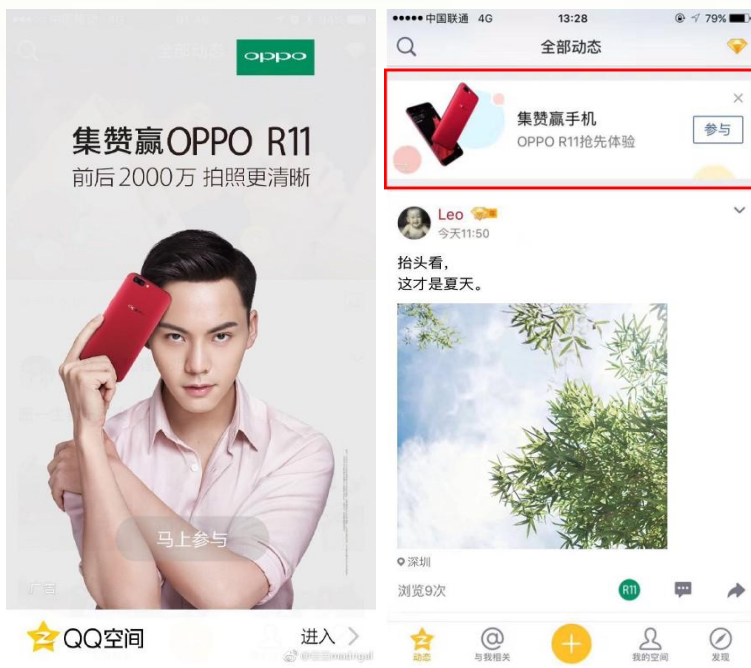 oppo
集赞赢OPPO R11
前后2000万 拍照更清晰
oppo
马上参与
广告
QQ空间
进入
中国联通 4G 13:28 79%
全部动态
集赞赢手机
OPPO R11抢先体验
参与
Leo
今天11:50
抬头看，
这才是夏天。
深圳
浏览9次
R11
动态
与我相关
我的空间
发现